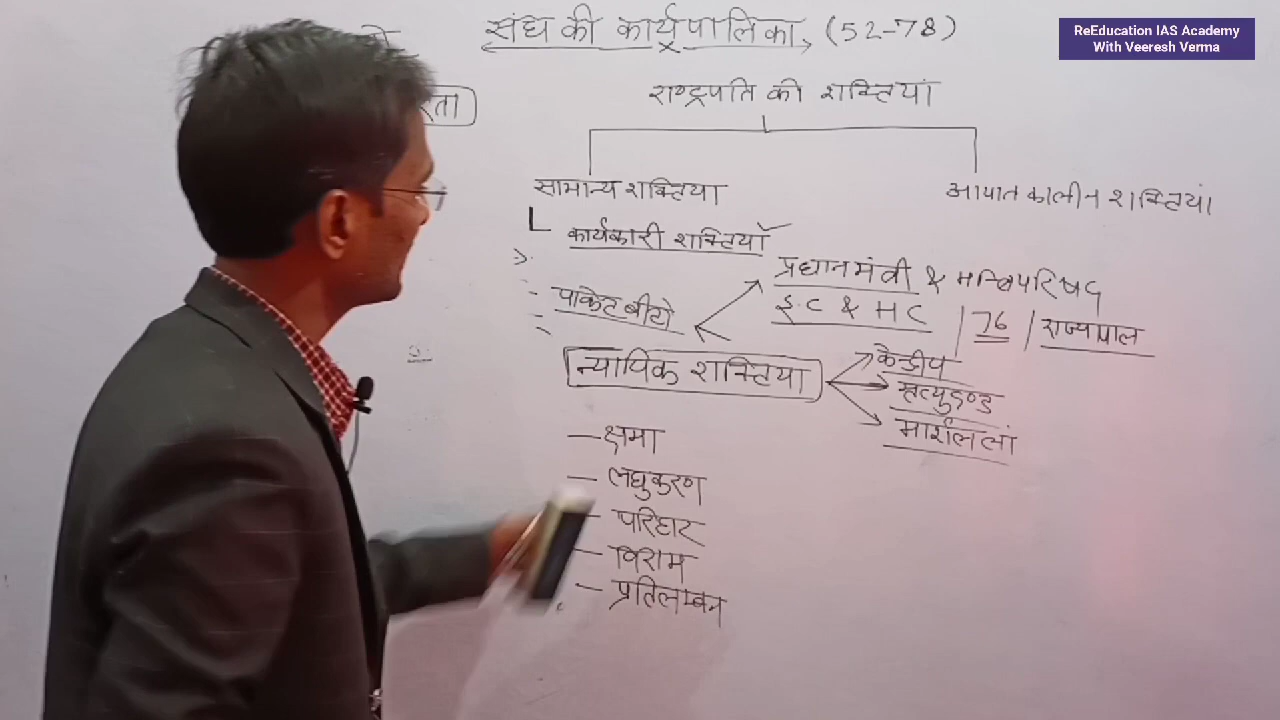 संघ की कार्यपालिका, (52-78)
ReEducation IAS Academy
With Veeresh Verma
राष्ट्रपति की शक्तियां
सामान्य शक्तिया
आपात कालीन शक्तियां
कार्यकारी शक्तियाँ
प्रधानमंत्री & मन्त्रिपरिषद
पाकेट बीटो
S.C & HC / 76 / राज्यपाल
न्यायिक शक्तिया
केन्द्रीय
मृत्युदण्ड
मार्शल लॉ
—क्षमा
— लघुकरण
- परिहार
- विराम
- प्रतिलम्बन